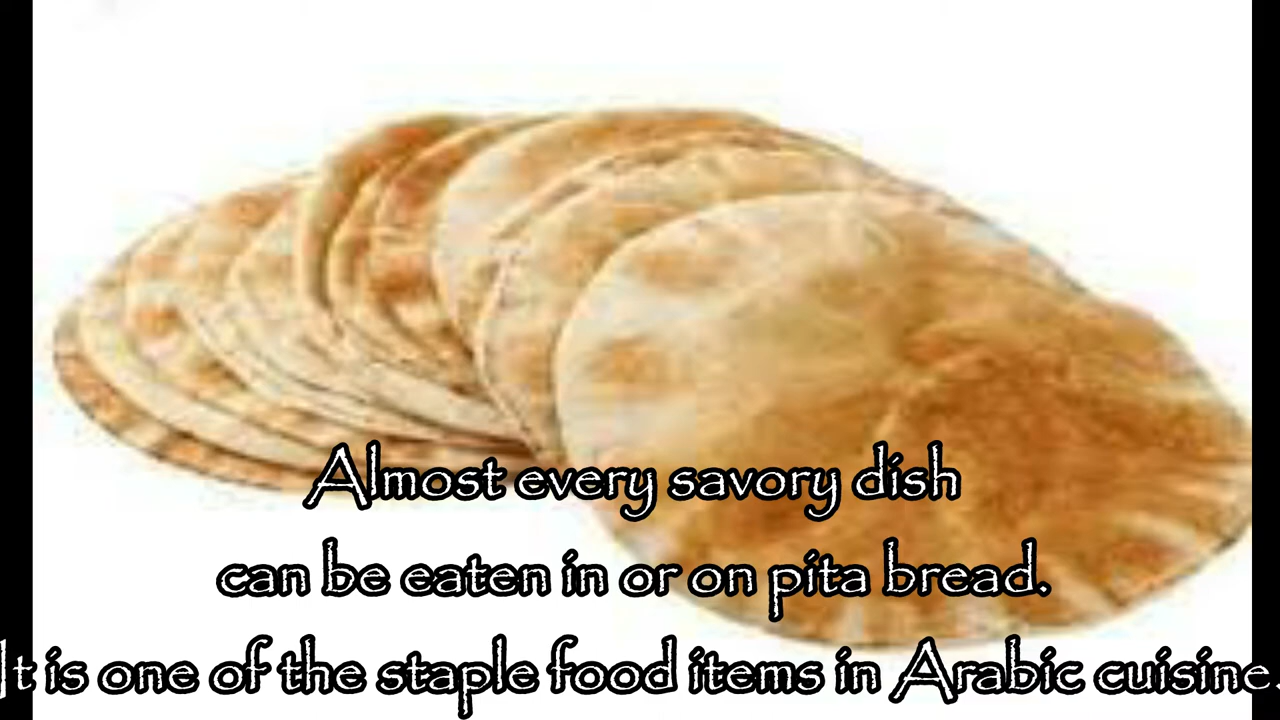 Almost every savory dish
can be eaten in or on pita bread.
It is one of the staple food items in Arabic cuisine.